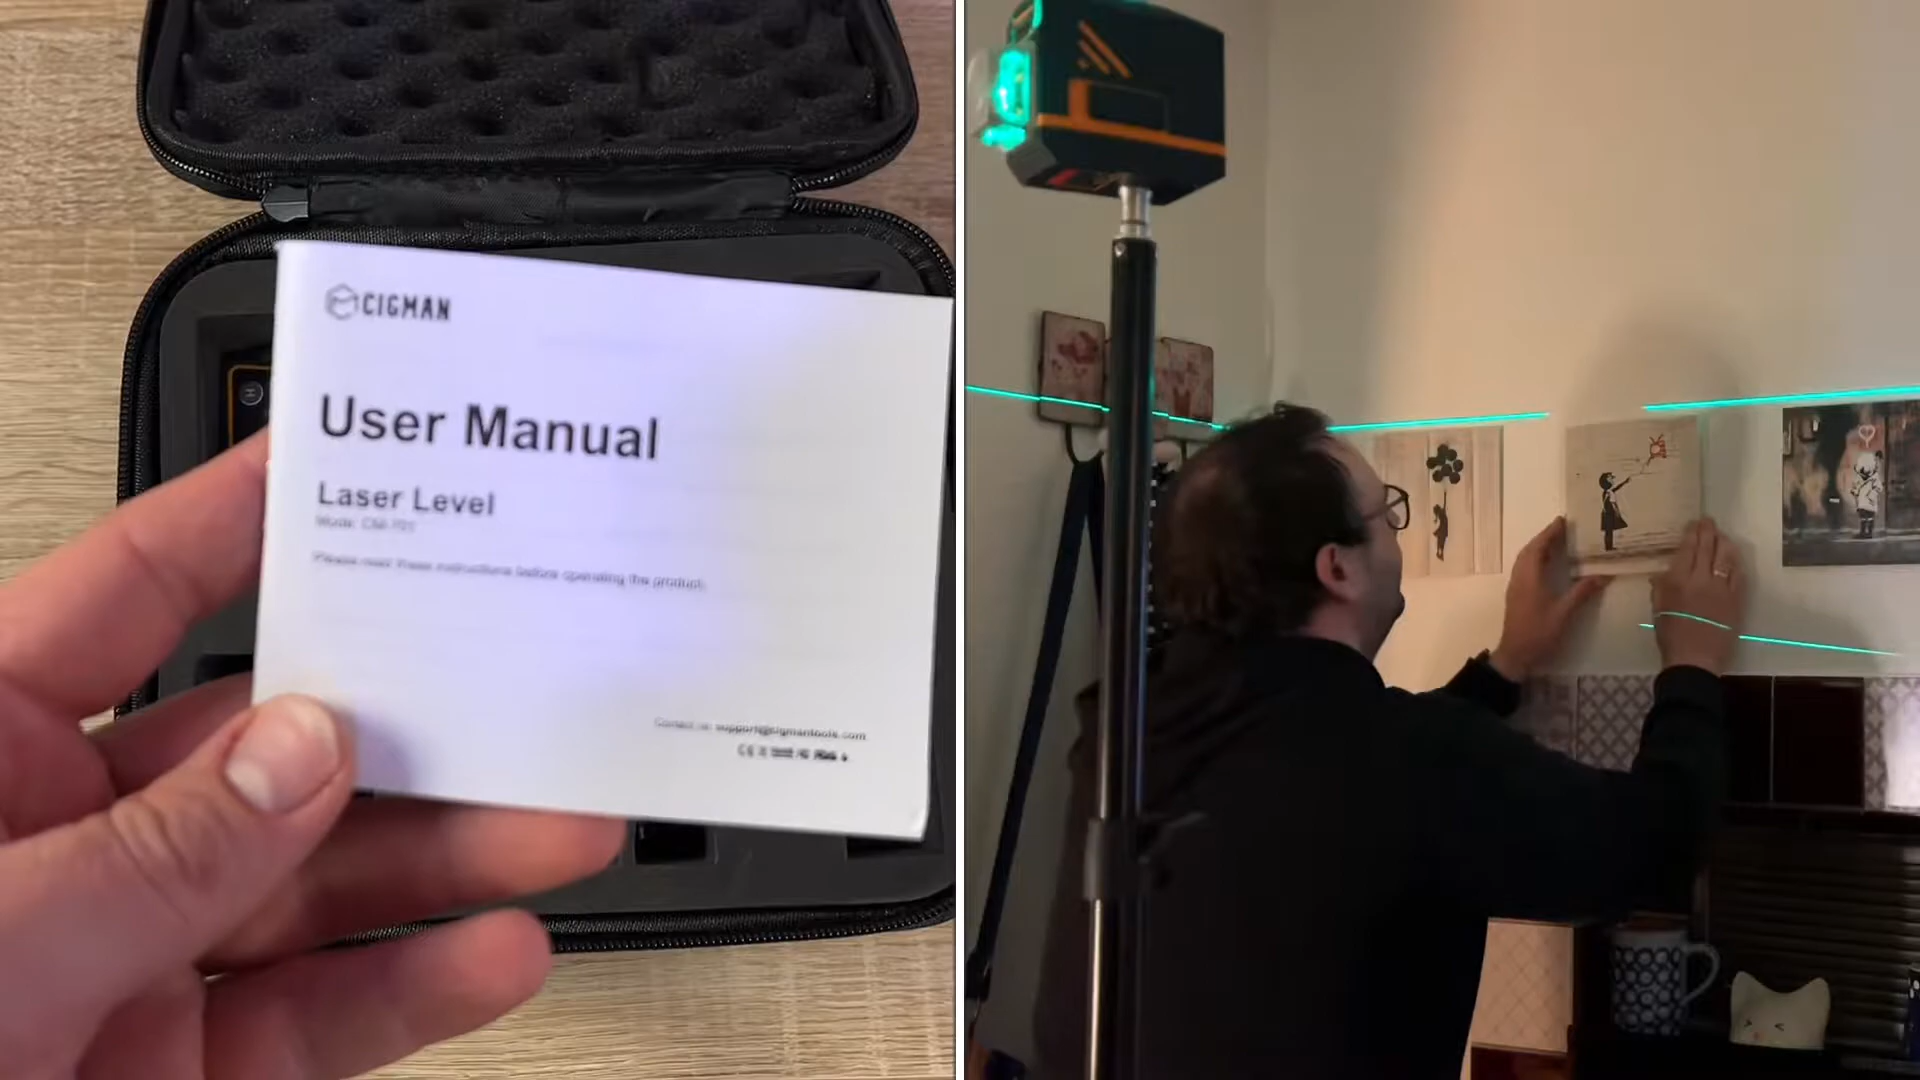 CIGMAN
User Manual
Laser Level
Please read these instructions before operating the product.
Contact us: support@cigmantools.com